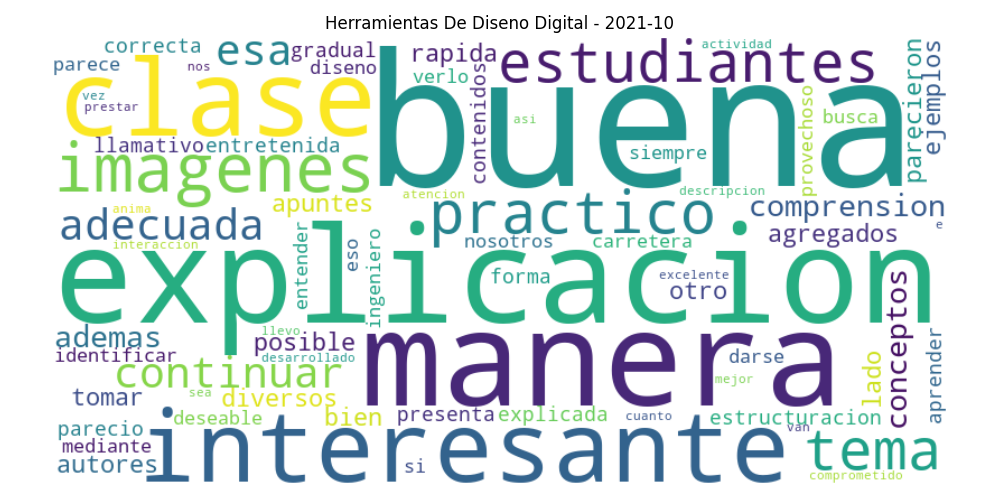 Herramientas De Diseno Digital - 2021-10
correcta esa gradual rapida actividad
parece nos diseno verlo estudiantes
clase buena
vez prestar contenidos asi provechoso busca parecieron ejemplos
llamativo entretenida siempre
imagenes apuntes atencion descripcion
anima adecuada practico comprension
interaccion entender eso ingeniero nosotros carretera agregados e
explicacion
forma excelente otro
ademas llevo posible conceptos
identificar desarrollado manera darse lado aprender
continuar mejor
tomar sea diversos
deseable bien presenta explicada cuanto estructuracion van
parecio interesante tema
mediante
autores si comprometido